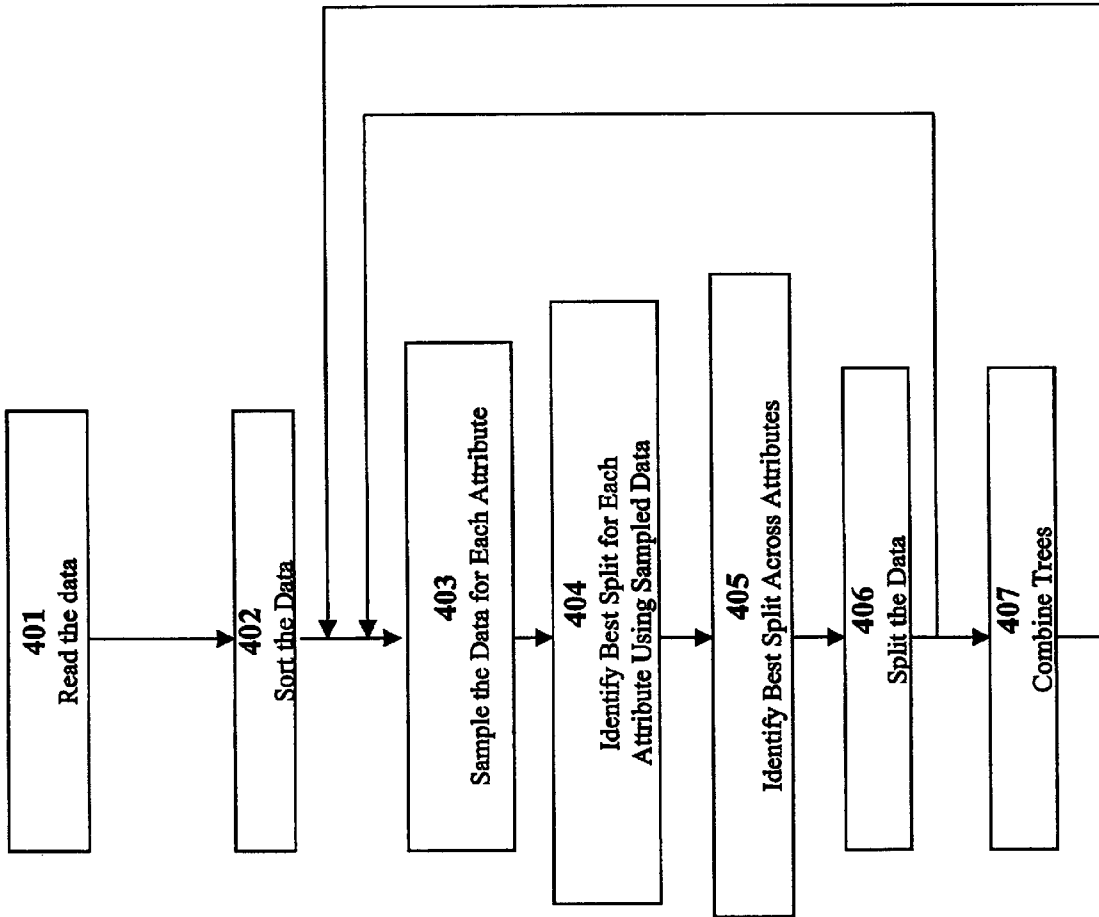 401
Read the data
402
Sort the Data
403
Sample the Data for Each Attribute
404
Identify Best Split for Each
Attribute Using Sampled Data
405
Identify Best Split Across Attributes
406
Split the Data
407
Combine Trees